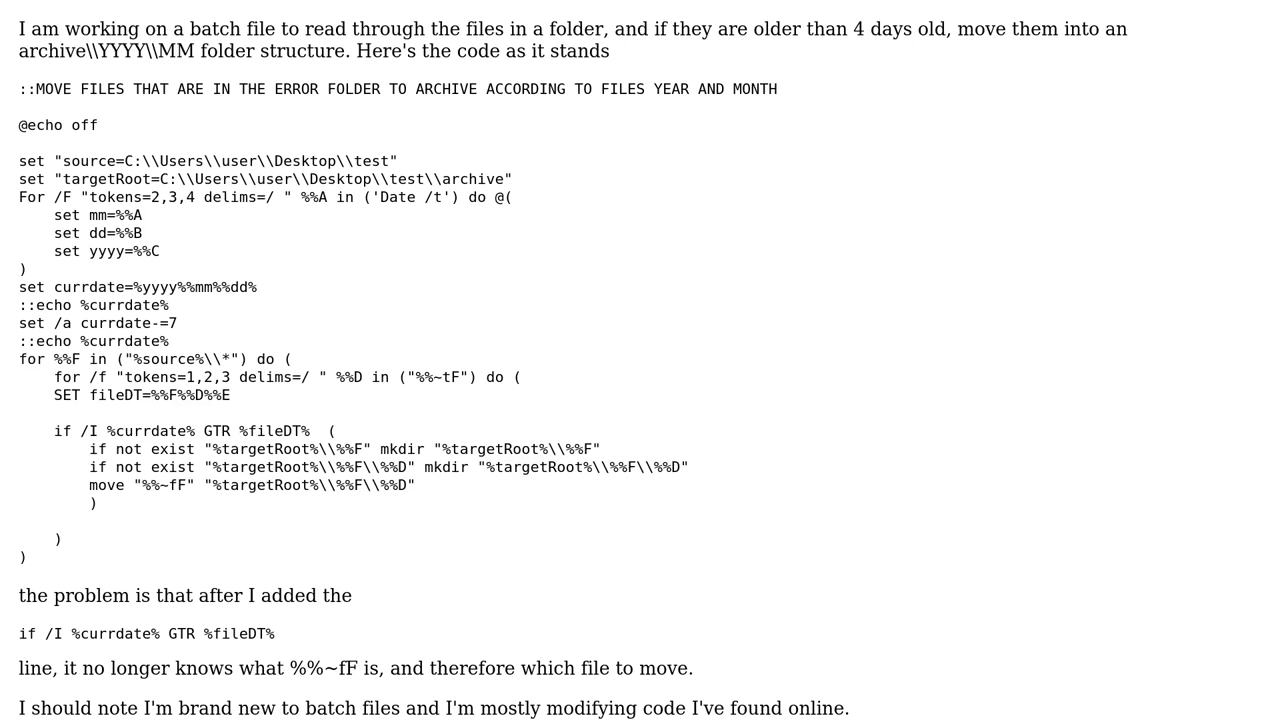 I am working on a batch file to read through the files in a folder, and if they are older than 4 days old, move them into an
archive\\YYYY\\MM folder structure. Here's the code as it stands
::MOVE FILES THAT ARE IN THE ERROR FOLDER TO ARCHIVE ACCORDING TO FILES YEAR AND MONTH
@echo off
set "source=C:\\Users\\user\\Desktop\\test"
set "targetRoot=C:\\Users\\user\\Desktop\\test\\archive"
For /F "tokens=2,3,4 delims=/ " %%A in ('Date /t') do @(
    set mm=%%A
    set dd=%%B
    set yyyy=%%C
)
set currdate=%yyyy%%mm%%dd%
::echo %currdate%
set /a currdate-=7
::echo %currdate%
for %%F in ("%source%\\*") do (
    for /f "tokens=1,2,3 delims=/ " %%D in ("%%~tF") do (
    SET fileDT=%%F%%D%%E
    if /I %currdate% GTR %fileDT%  (
        if not exist "%targetRoot%\\%%F" mkdir "%targetRoot%\\%%F"
        if not exist "%targetRoot%\\%%F\\%%D" mkdir "%targetRoot%\\%%F\\%%D"
        move "%%~fF" "%targetRoot%\\%%F\\%%D"
        )
    )
)
the problem is that after I added the
if /I %currdate% GTR %fileDT%
line, it no longer knows what %%~fF is, and therefore which file to move.
I should note I'm brand new to batch files and I'm mostly modifying code I've found online.